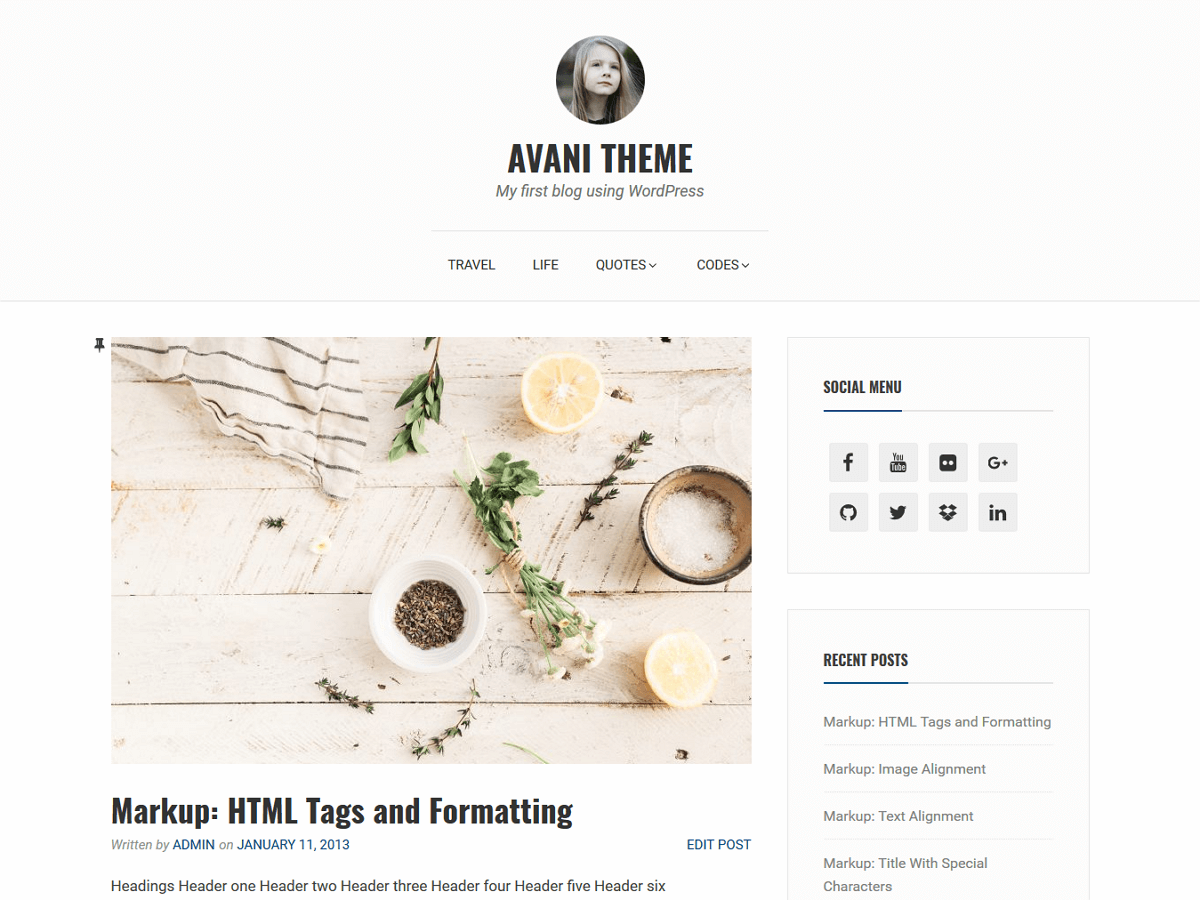 AVANI THEME
My first blog using WordPress
TRAVEL LIFE QUOTES CODES
SOCIAL MENU
You
Tube
G+
in
RECENT POSTS
Markup: HTML Tags and Formatting
Markup: Image Alignment
Markup: Text Alignment
Markup: Title With Special
Characters
Markup: HTML Tags and Formatting
Written by ADMIN on JANUARY 11, 2013 EDIT POST
Headings Header one Header two Header three Header four Header five Header six